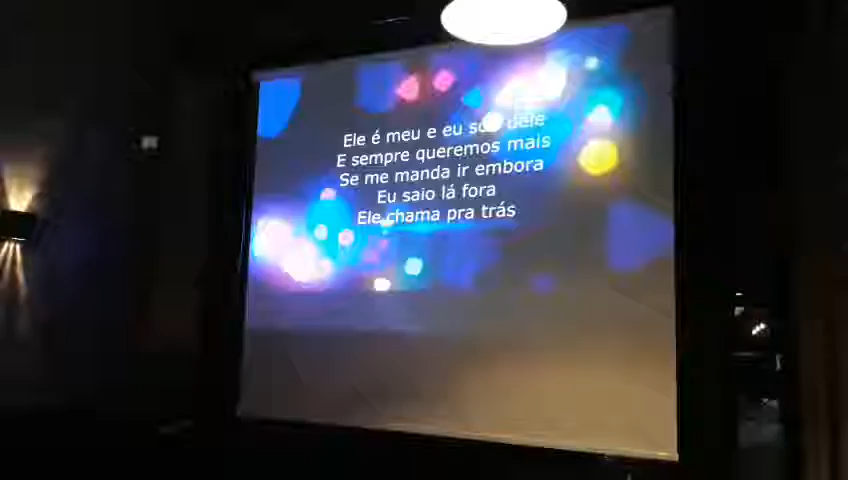 Ele é meu e eu sou dele
E sempre queremos mais
Se me manda ir embora
Eu saio lá fora
Ele chama pra trás